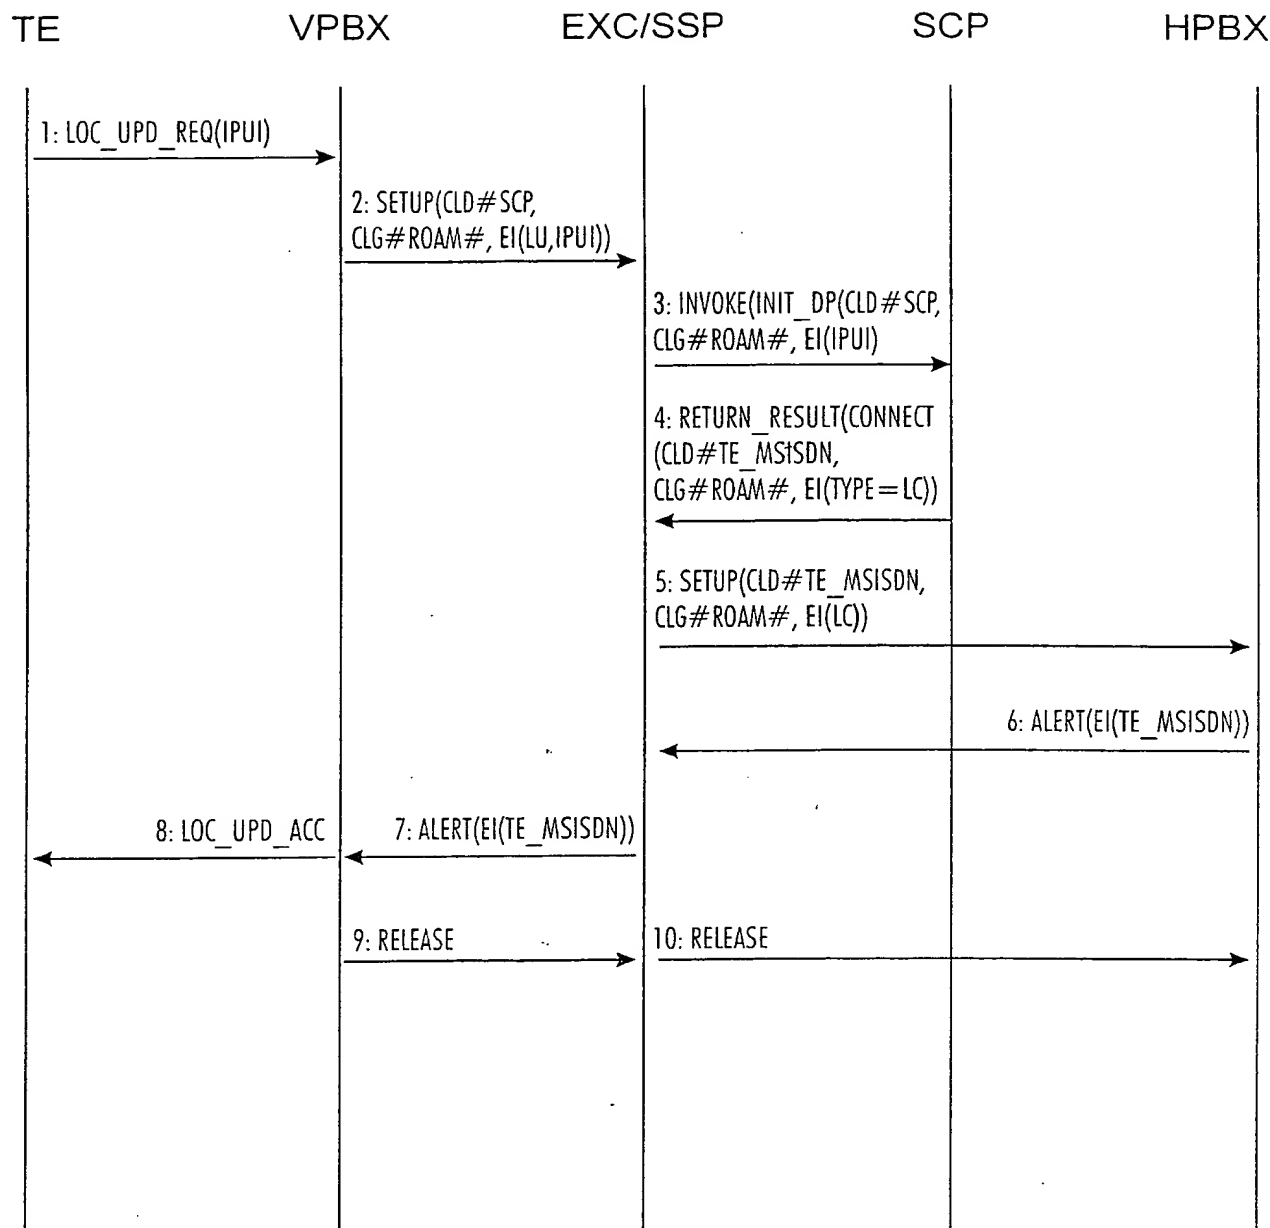 TE VPBX EXC/SSP SCP HPBX
1: LOC_UPD_REQ(IPUI)
2: SETUP(CLD#SCP,
CLG#ROAM#, EI(LU,IPUI))
3: INVOKE(INIT_DP(CLD#SCP,
CLG#ROAM#, EI(IPUI)
4: RETURN_RESULT(CONNECT
(CLD#TE_MSISDN,
CLG#ROAM#, EI(TYPE=LC))
5: SETUP(CLD#TE_MSISDN,
CLG#ROAM#, EI(LC))
6: ALERT(EI(TE_MSISDN))
8: LOC_UPD_ACC
7: ALERT(EI(TE_MSISDN))
9: RELEASE
10: RELEASE